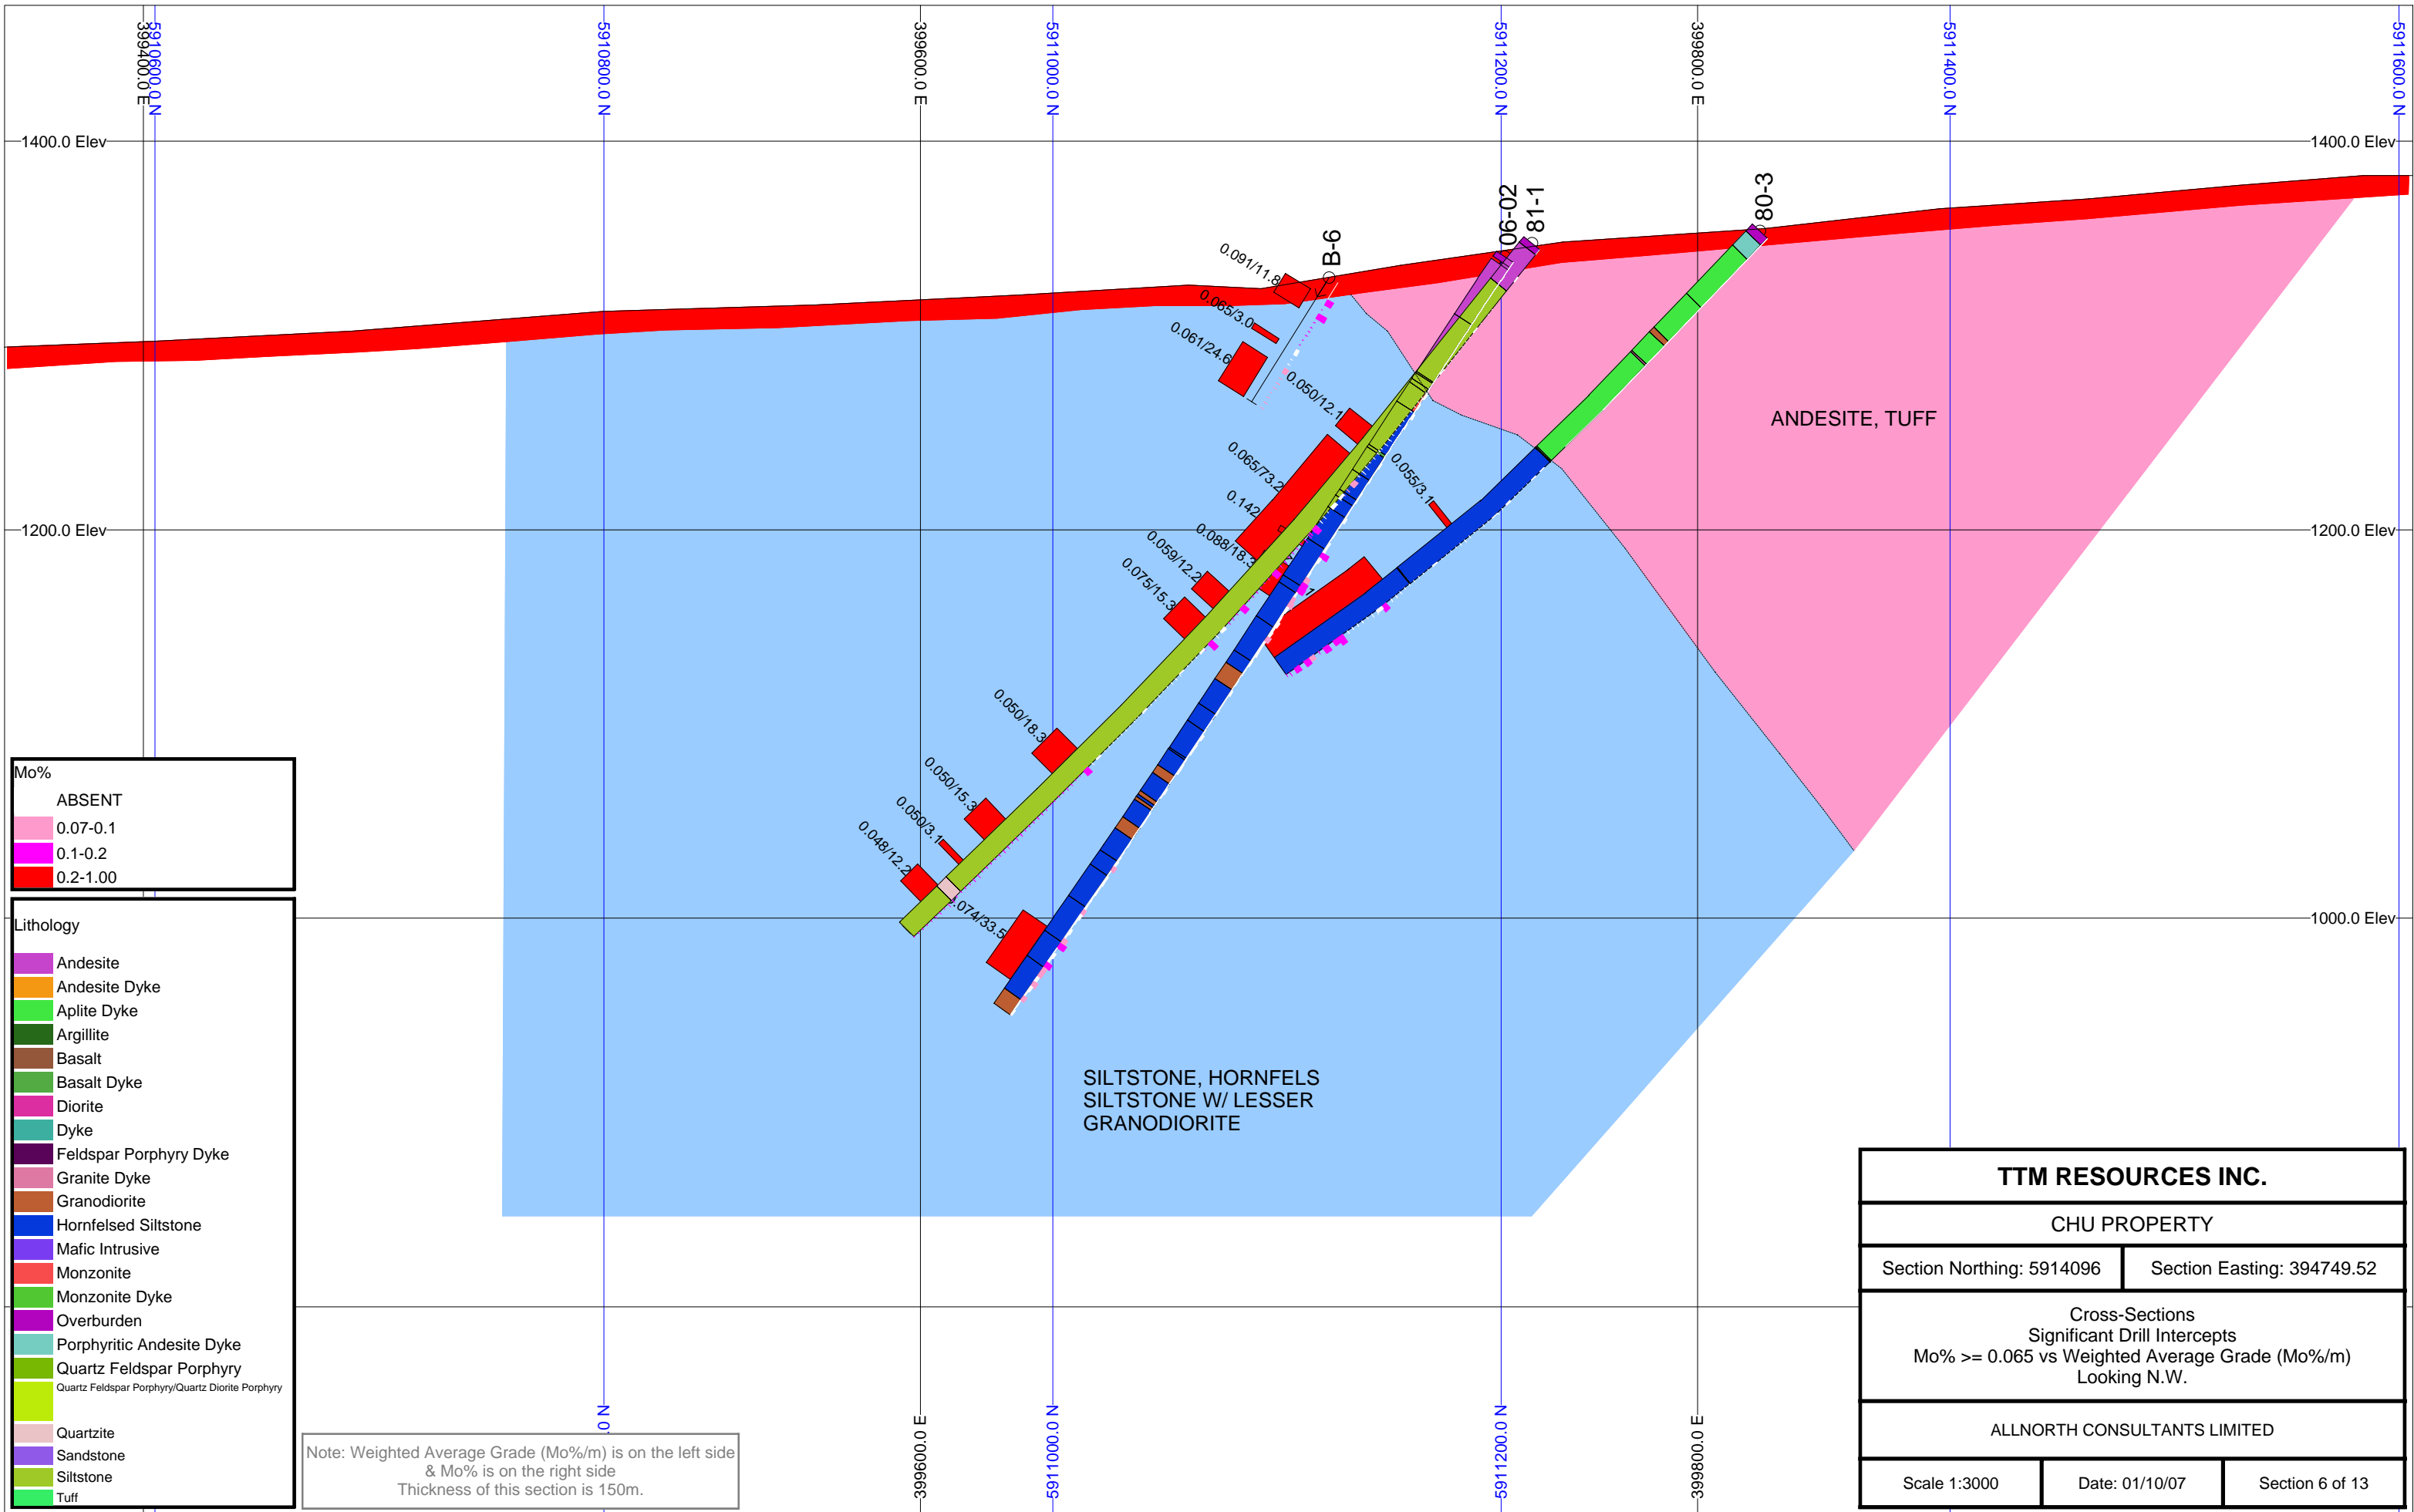 399400.0 E
5910600.0 N
5910800.0 N
399600.0 E
5911000.0 N
5911200.0 N
399800.0 E
5911400.0 N
5911600.0 N
1400.0 Elev
1400.0 Elev
B-6
06-02
81-1
80-3
0.091/11.8
0.065/3.0
0.061/24.6
0.050/12.1
0.065/73.2
0.142
0.088/18.3
0.059/12.2
0.075/15.3
0.055/3.1
0.050/18.3
0.050/15.3
0.050/3.1
0.048/12.2
.074/33.5
ANDESITE, TUFF
1200.0 Elev
1200.0 Elev
1000.0 Elev
SILTSTONE, HORNFELS
SILTSTONE W/ LESSER
GRANODIORITE
Mo%
ABSENT
0.07-0.1
0.1-0.2
0.2-1.00
Lithology
Andesite
Andesite Dyke
Aplite Dyke
Argillite
Basalt
Basalt Dyke
Diorite
Dyke
Feldspar Porphyry Dyke
Granite Dyke
Granodiorite
Hornfelsed Siltstone
Mafic Intrusive
Monzonite
Monzonite Dyke
Overburden
Porphyritic Andesite Dyke
Quartz Feldspar Porphyry
Quartz Feldspar Porphyry/Quartz Diorite Porphyry
Quartzite
Sandstone
Siltstone
Tuff
.0 N
399600.0 E
5911000.0 N
5911200.0 N
399800.0 E
Note: Weighted Average Grade (Mo%/m) is on the left side
& Mo% is on the right side
Thickness of this section is 150m.
TTM RESOURCES INC.
CHU PROPERTY
Section Northing: 5914096
Section Easting: 394749.52
Cross-Sections
Significant Drill Intercepts
Mo% >= 0.065 vs Weighted Average Grade (Mo%/m)
Looking N.W.
ALLNORTH CONSULTANTS LIMITED
Scale 1:3000
Date: 01/10/07
Section 6 of 13